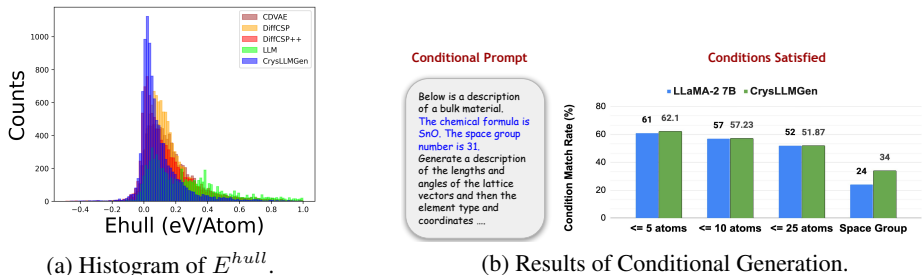 CDVAE
DiffCSP
DiffCSP++
LLM
CrysLLMGen
Counts
1000
800
600
400
200
0
−0.4 −0.2 0.0 0.2 0.4 0.6 0.8 1.0
Ehull (eV/Atom)
(a) Histogram of E^hull.
Conditional Prompt
Below is a description
of a bulk material.
The chemical formula is
SnO. The space group
number is 31.
Generate a description
of the lengths and
angles of the lattice
vectors and then the
element type and
coordinates ....
Conditions Satisfied
LLaMA-2 7B CrysLLMGen
Condition Match Rate (%)
80
60
40
20
0
61 62.1
57 57.23
52 51.87
24 34
<= 5 atoms <= 10 atoms <= 25 atoms Space Group
(b) Results of Conditional Generation.